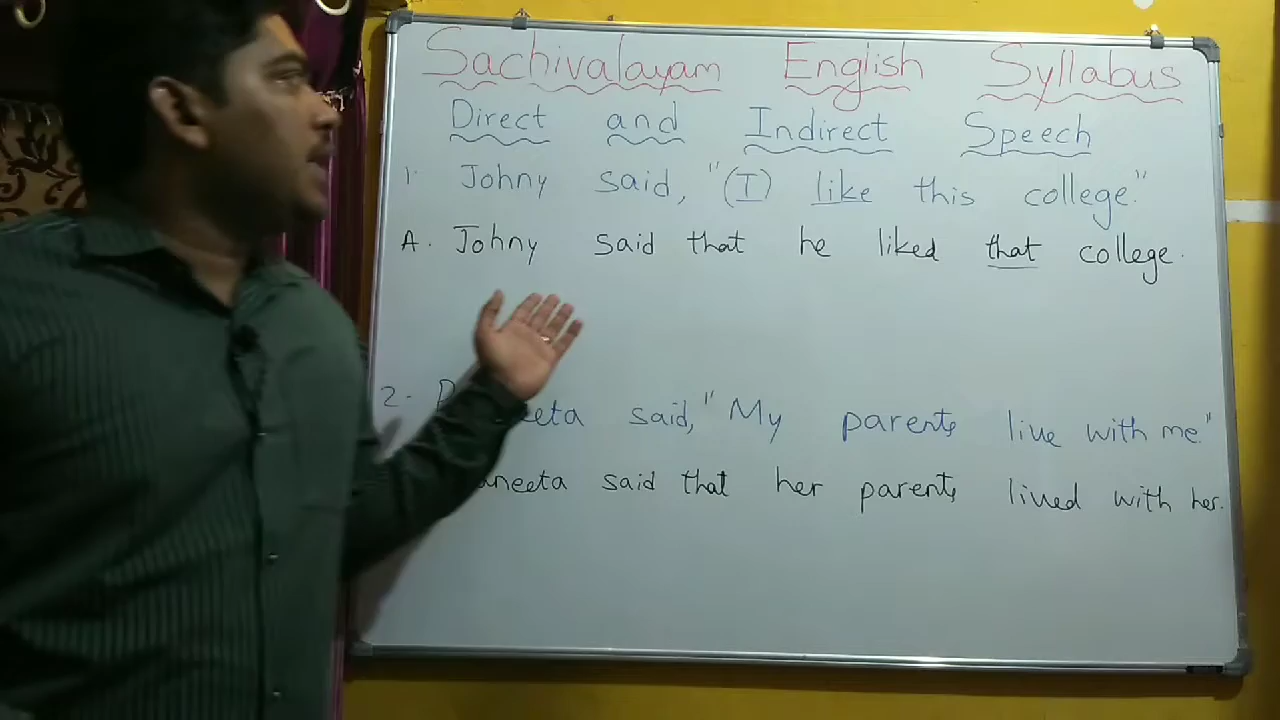 Sachivalayam English Syllabus
Direct and Indirect Speech
1. Johny said, "(I) like this college."
A. Johny said that he liked that college.
2. said, "My parents live with me."
said that her parents lived with her.